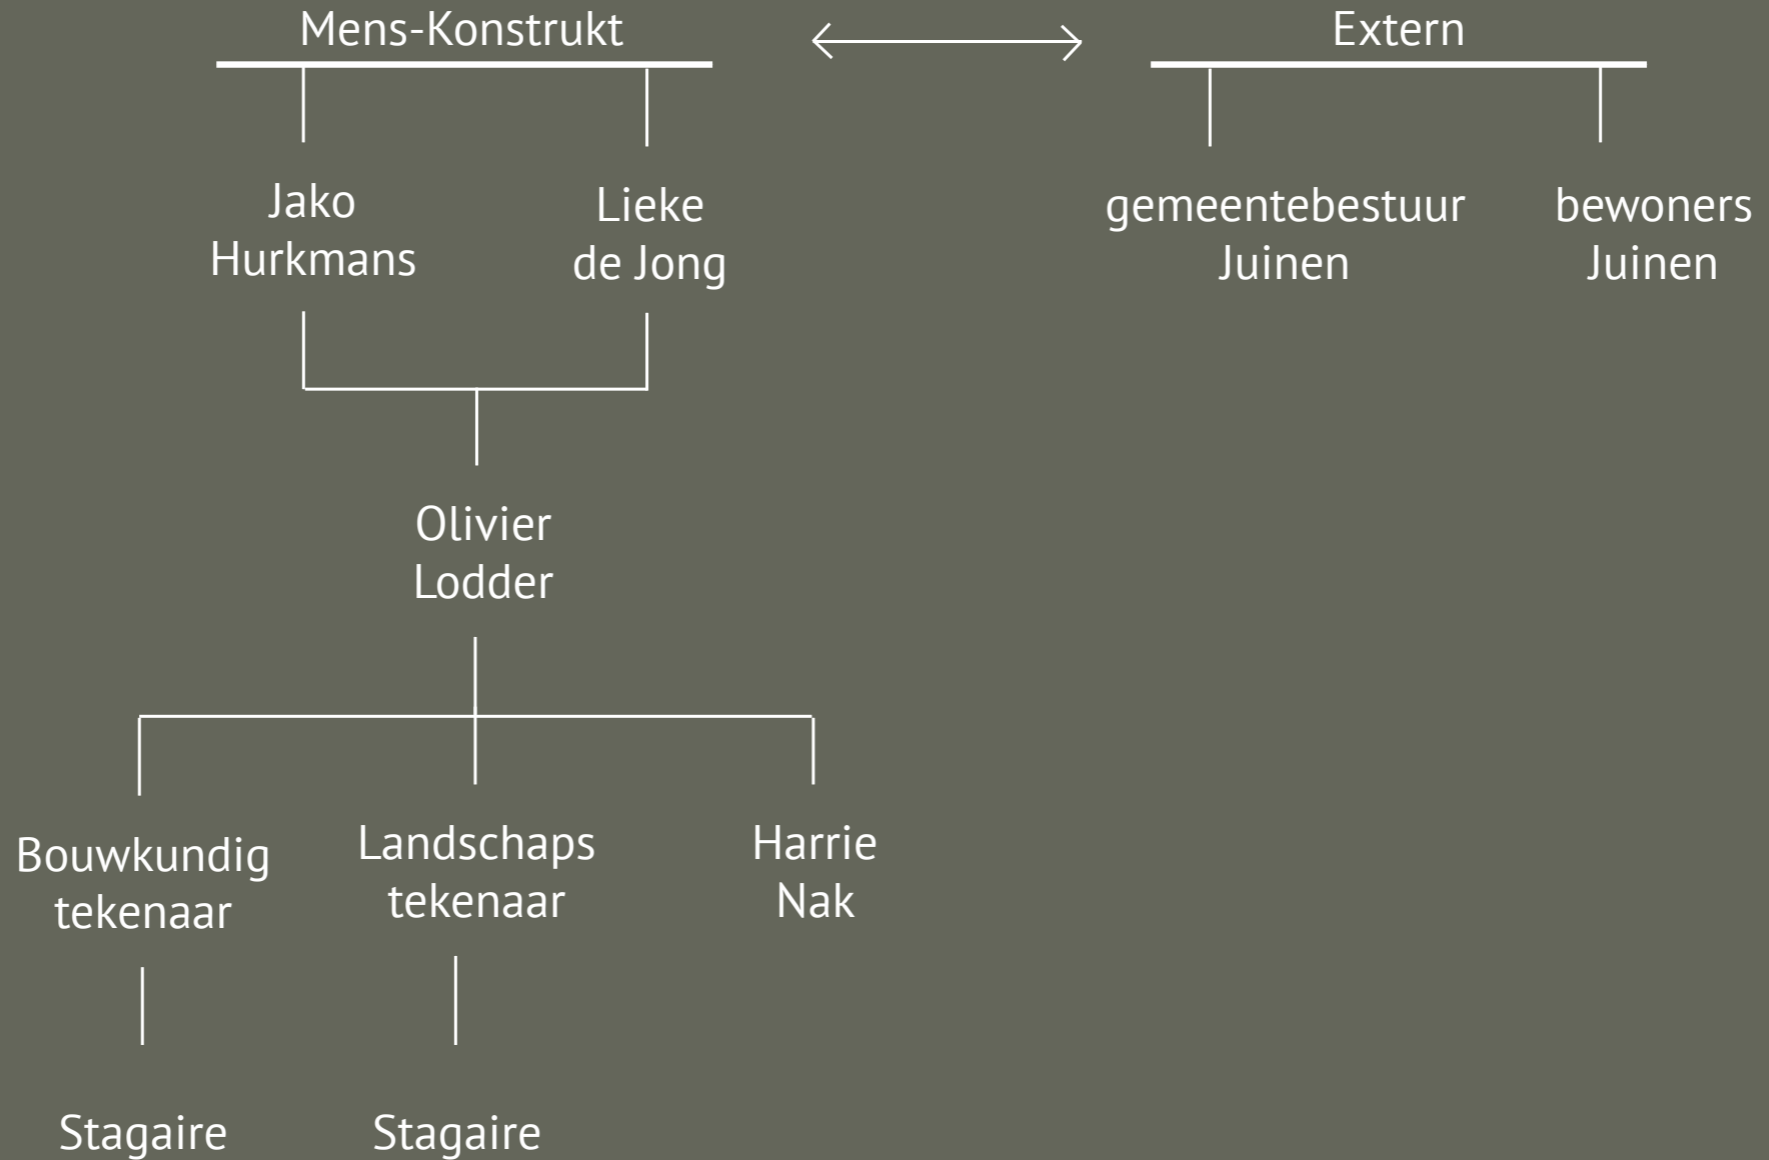 Mens-Konstrukt
Extern
Jako
Hurkmans
Lieke
de Jong
gemeentebestuur
Juinen
bewoners
Juinen
Olivier
Lodder
Bouwkundig
tekenaar
Landschaps
tekenaar
Harrie
Nak
Stagaire
Stagaire